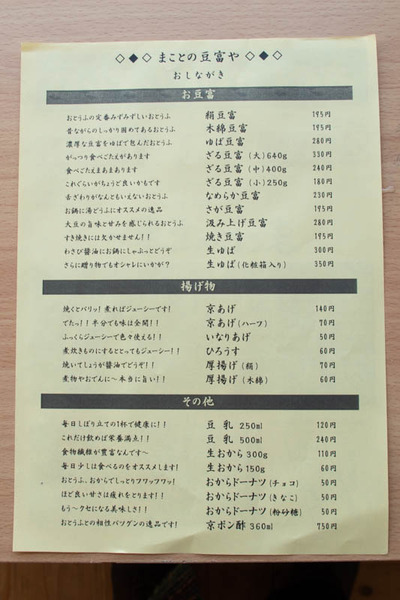 ◇◆◇ まことの豆富や ◇◆◇
おしながき
お豆富
おとうふの定番みずみずしいおとうふ 絹豆富 195円
昔ながらのしっかり固めてあるおとうふ 木綿豆富 195円
濃厚な豆富をゆばで包んだおとうふ ゆば豆富 280円
がっつり食べごたえがあります ざる豆富(大)640g 330円
食べごたえまあまあります ざる豆富(中)400g 240円
これぐらいがちょうど良いかもです ざる豆富(小)250g 180円
舌ざわりがなんともいえないおとうふ なめらか豆富 230円
お鍋に湯どうふにオススメの逸品 さが豆富 195円
大豆の旨味と甘みを感じられるおとうふ 汲み上げ豆富 280円
すき焼きには欠かせません!! 焼き豆富 195円
わさび醤油にお鍋にしゃぶっとどうぞ 生ゆば 300円
さらに贈り物でもオシャレにいかが? 生ゆば(化粧箱入り) 350円
揚げ物
焼くとパリッ!煮ればジューシーです! 京あげ 140円
でたっ!!半分でも味は全開!! 京あげ(ハーフ) 70円
ふっくらジューシーで色々使える! いなりあげ 50円
煮炊きものにするととってもジューシー!! ひろうす 60円
焼いてしょうが醤油でどうぞ! 厚揚げ(絹) 70円
煮物やおでんに~本当に旨い!! 厚揚げ(木綿) 60円
その他
毎日しぼり立ての1杯で健康に!! 豆 乳 250ml 120円
これだけ飲めば栄養満点!! 豆 乳 500ml 240円
食物繊維が豊富なんです~ 生おから 300g 110円
毎日少しは食べるのをオススメします! 生おから 150g 60円
おとうふ、おからでしっとりフワッフワッ! おからドーナツ(チョコ) 50円
ほど良い甘さは疲れをとります! おからドーナツ(きなこ) 50円
もう~クセになる美味しさ!! おからドーナツ(粉砂糖) 50円
おとうふとの相性バツグンの逸品です! 京ポン酢 360ml 750円